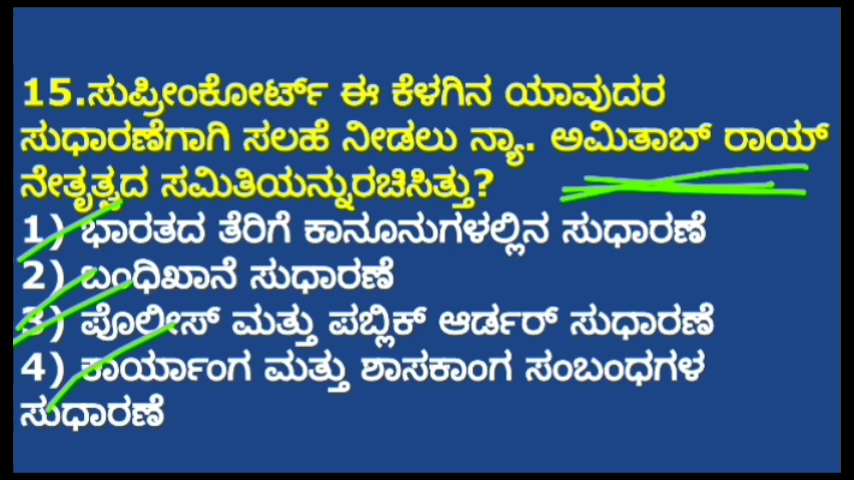 15.ಸುಪ್ರೀಂಕೋರ್ಟ್ ಈ ಕೆಳಗಿನ ಯಾವುದರ
ಸುಧಾರಣೆಗಾಗಿ ಸಲಹೆ ನೀಡಲು ನ್ಯಾ. ಅಮಿತಾಬ್ ರಾಯ್
ನೇತೃತ್ವದ ಸಮಿತಿಯನ್ನುರಚಿಸಿತ್ತು?
1) ಭಾರತದ ತೆರಿಗೆ ಕಾನೂನುಗಳಲ್ಲಿನ ಸುಧಾರಣೆ
2) ಬಂಧಿಖಾನೆ ಸುಧಾರಣೆ
3) ಪೊಲೀಸ್ ಮತ್ತು ಪಬ್ಲಿಕ್ ಆರ್ಡರ್ ಸುಧಾರಣೆ
4) ಕಾರ್ಯಾಂಗ ಮತ್ತು ಶಾಸಕಾಂಗ ಸಂಬಂಧಗಳ
ಸುಧಾರಣೆ